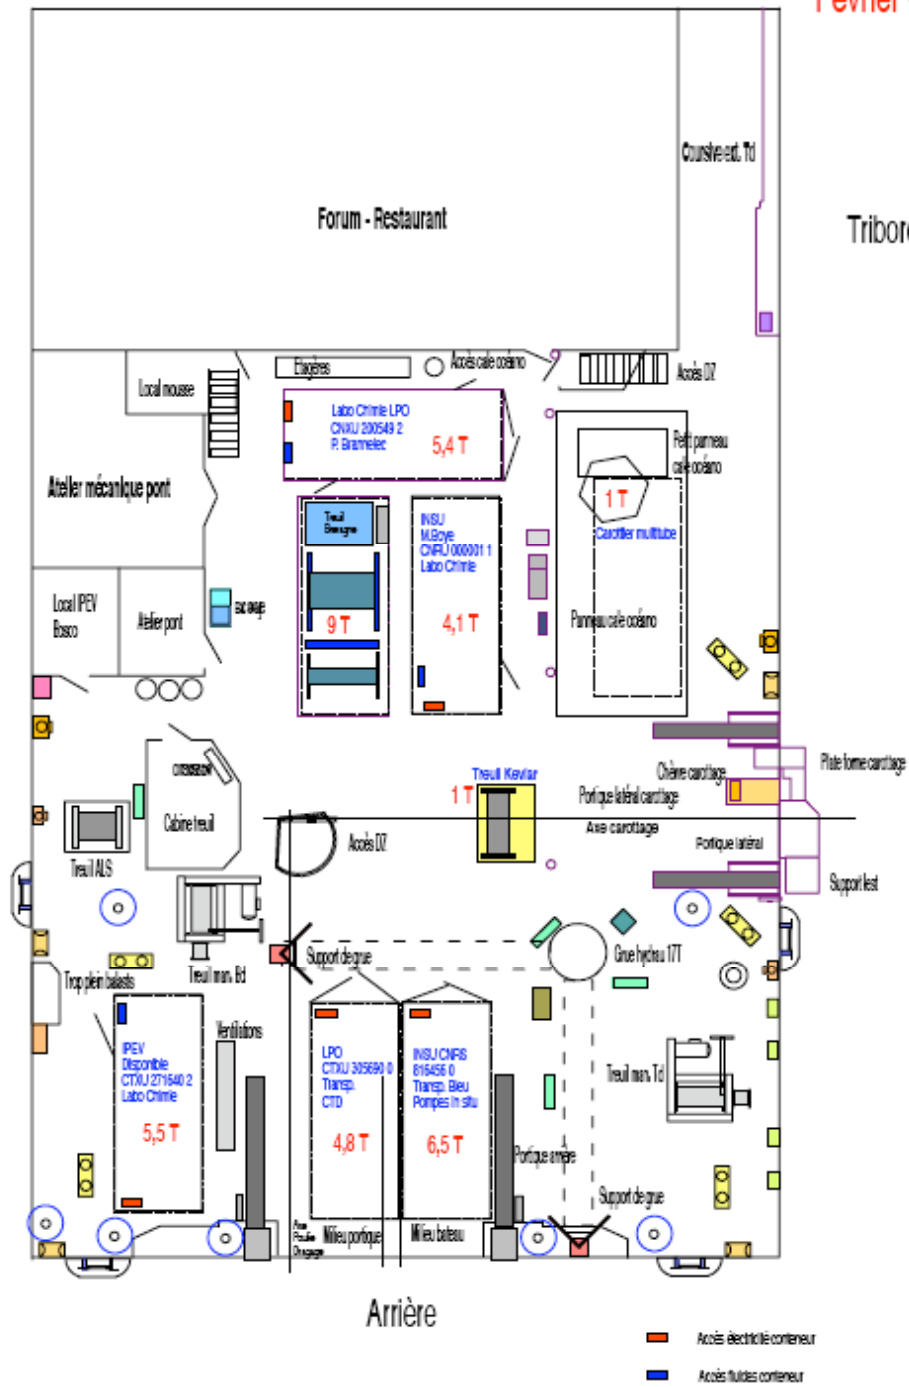 Février
Coursive ext. Td
Forum - Restaurant
Tribord
Etagères
Accès cale océano
Accès DZ
Local mousse
Labo Chimie LPO
CNXU 200549 2
5,4 T
Petit panneau
cale océano
Atelier mécanique pont
1 T
Carottier multitube
Treuil
INSU
M.Boye
CNRU 000001 1
Labo Chimie
9 T
4,1 T
Local IPEV
Bosco
Atelier pont
Panneau cale océano
Treuil Kevlar
1 T
Chèvre carottage
Plate forme carottage
Portique latéral carottage
Axe carottage
Cabine treuil
Accès DZ
Portique latéral
Treuil ALS
Support lest
Support de grue
Grue hydrau 17T
Treuil man. Bd
Trop plein balasts
Ventilations
IPEV
Disponible
CTXU 271640 2
Labo Chimie
5,5 T
LPO
CTXU 305690 0
Transp.
CTD
4,8 T
INSU CNRS
816456 0
Transp. Bleu
Pompes in situ
6,5 T
Treuil man. Td
Portique arrière
Support de grue
Axe
Poulie
Dragage
Milieu portique
Milieu bateau
Arrière
Accès électricité conteneur
Accès fluides conteneur